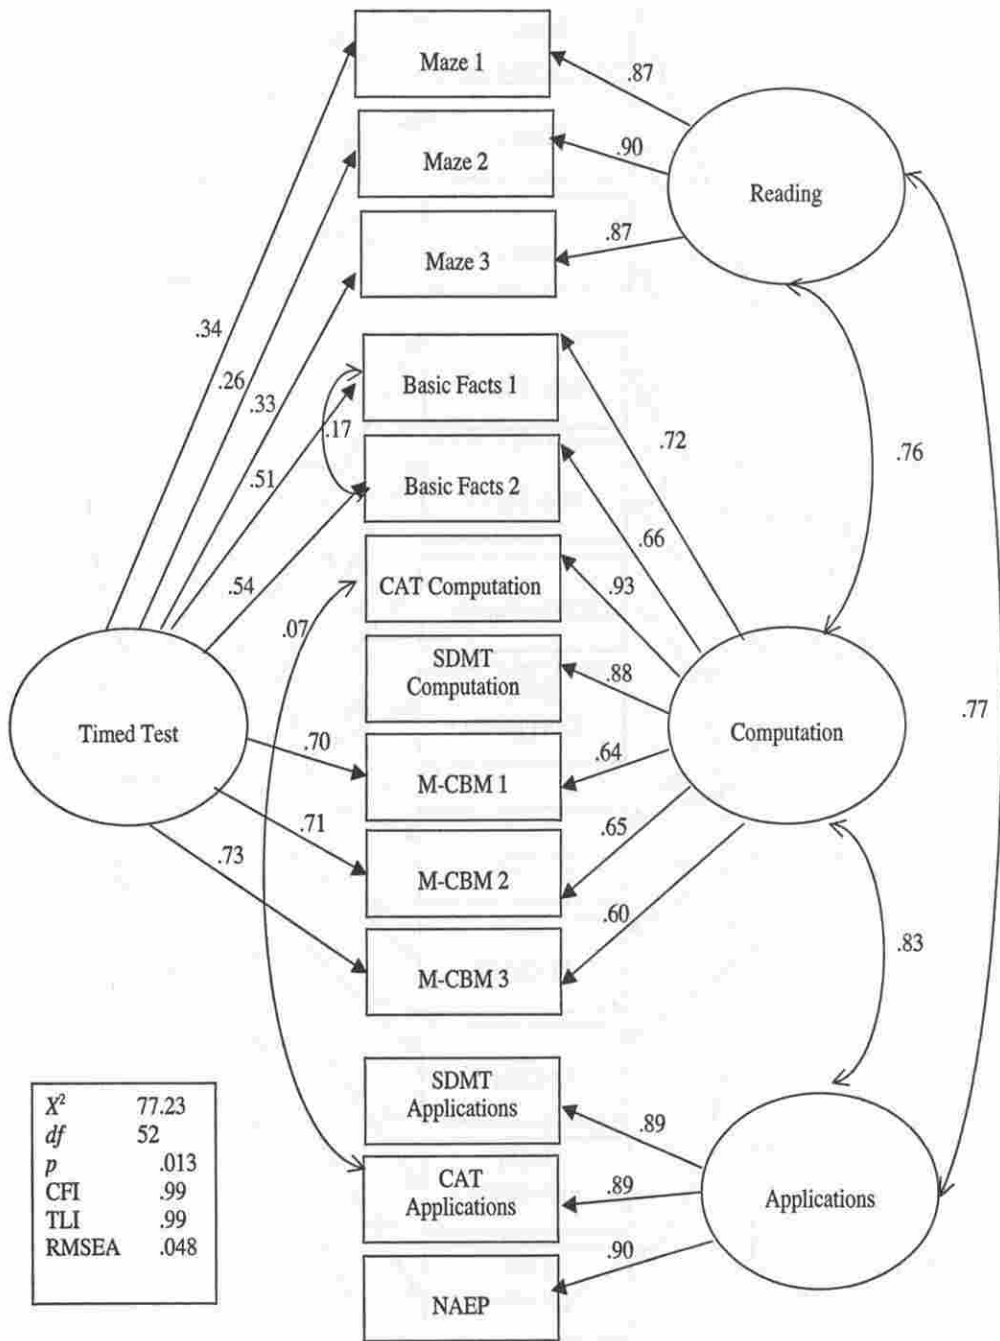 Maze 1
.87
Maze 2
.90
Reading
Maze 3
.87
.34
.26
.33
Basic Facts 1
.17
.72
.76
.51
Basic Facts 2
.66
.54
CAT Computation
.93
.07
SDMT
Computation
.88
Timed Test
Computation
.77
.70
M-CBM 1
.64
.71
M-CBM 2
.65
.73
M-CBM 3
.60
.83
SDMT
Applications
.89
CAT
Applications
.89
Applications
NAEP
.90
X² 77.23
df 52
p .013
CFI .99
TLI .99
RMSEA .048